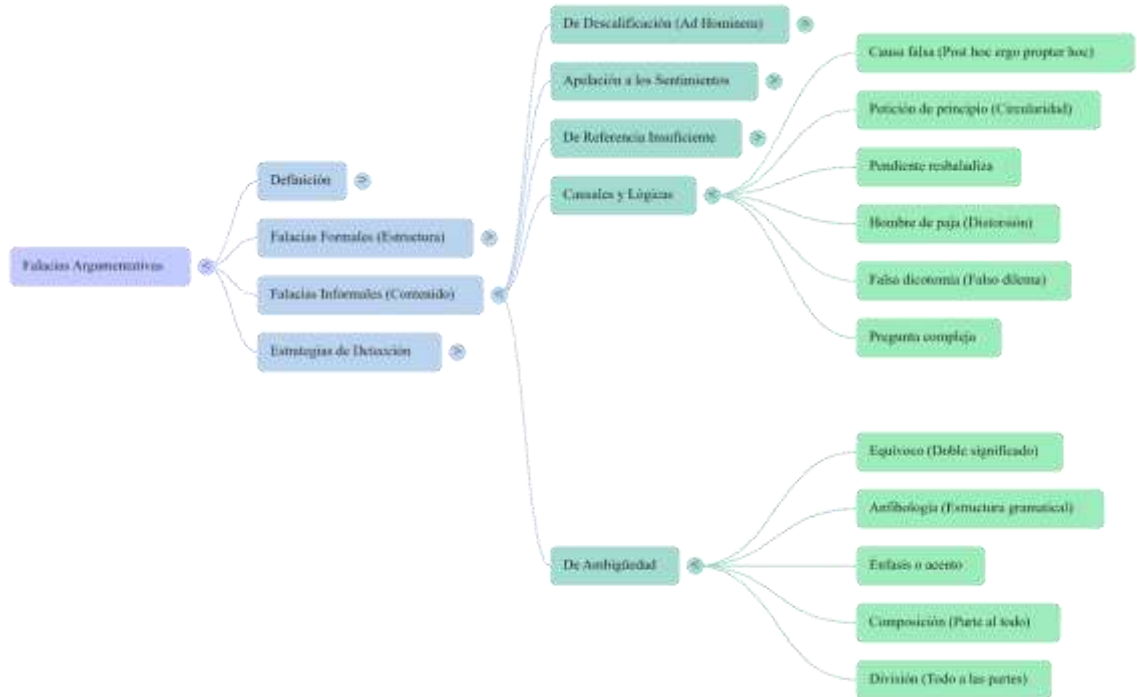 Falacias Argumentativas
Definición
Falacias Formales (Estructura)
Falacias Informales (Contenido)
Estrategias de Detección
De Descalificación (Ad Hominem)
Apelación a los Sentimientos
De Referencia Insuficiente
Causales y Lógicas
De Ambigüedad
Causa falsa (Post hoc ergo propter hoc)
Petición de principio (Circularidad)
Pendiente resbaladiza
Hombre de paja (Distorsión)
Falsa dicotomía (Falso dilema)
Pregunta compleja
Equívoco (Doble significado)
Anfibología (Estructura gramatical)
Énfasis o acento
Composición (Parte al todo)
División (Todo a las partes)